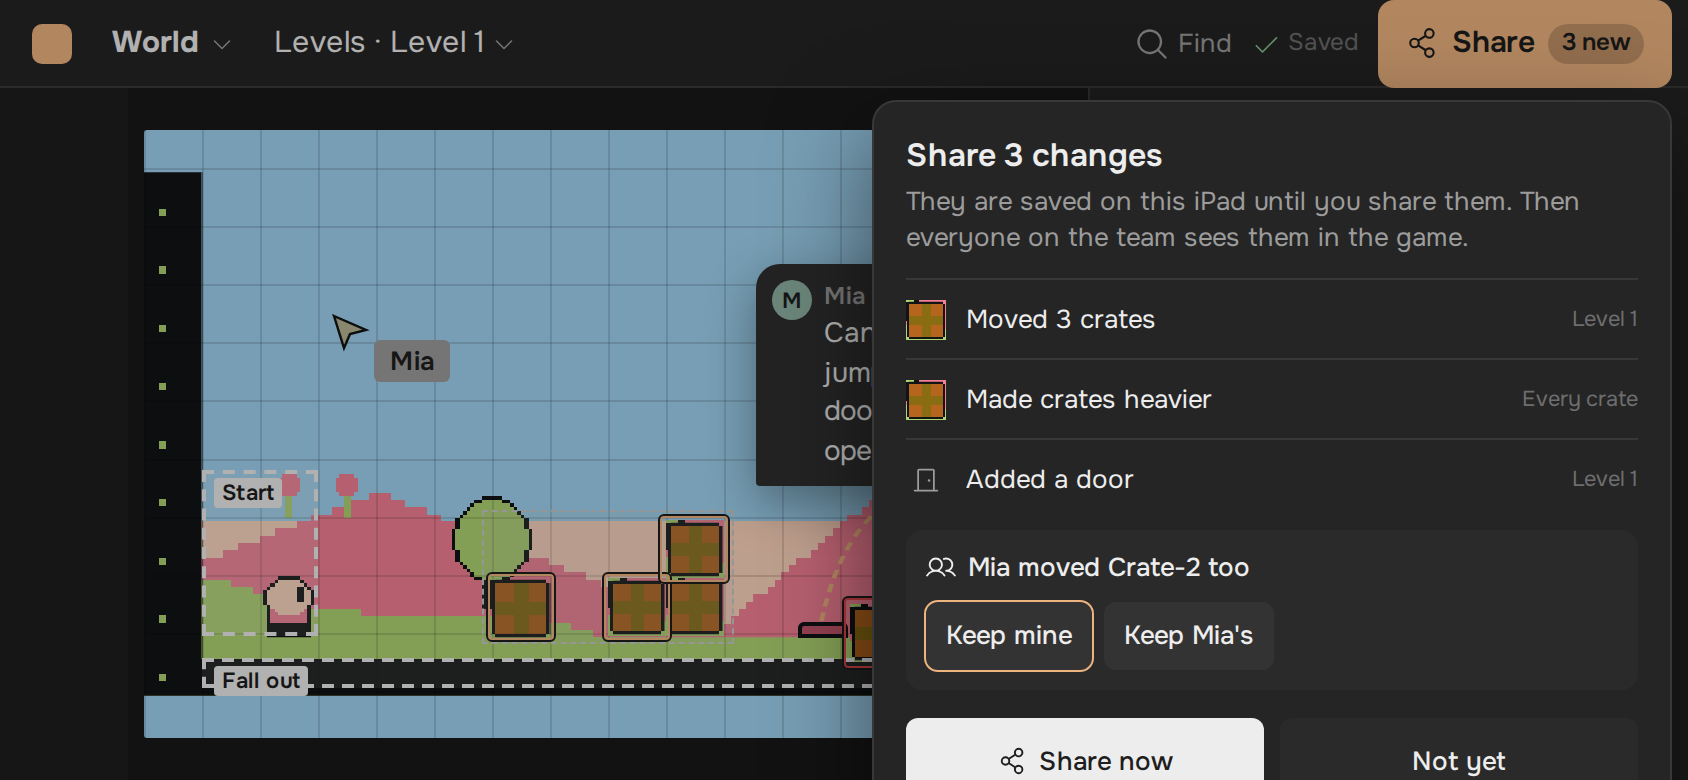 World
Levels · Level 1
Find
Saved
Share
3 new
Share 3 changes
They are saved on this iPad until you share them. Then
everyone on the team sees them in the game.
Moved 3 crates
Level 1
Made crates heavier
Every crate
Added a door
Level 1
Mia moved Crate-2 too
Keep mine
Keep Mia's
Share now
Not yet
M
Mia
Mia
Start
Fall out